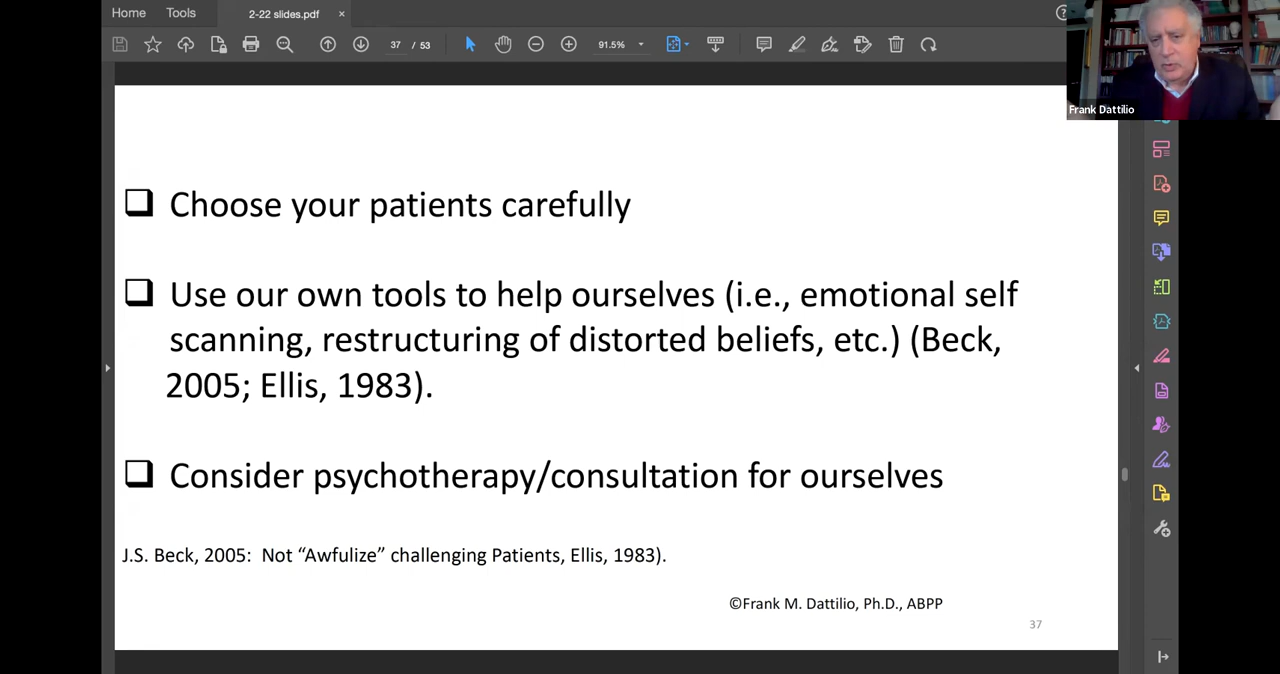 Home Tools 2-22 slides.pdf ×
37 / 53 91.5%
Frank Dattilio
Choose your patients carefully
Use our own tools to help ourselves (i.e., emotional self
scanning, restructuring of distorted beliefs, etc.) (Beck,
2005; Ellis, 1983).
Consider psychotherapy/consultation for ourselves
J.S. Beck, 2005: Not “Awfulize” challenging Patients, Ellis, 1983).
©Frank M. Dattilio, Ph.D., ABPP
37